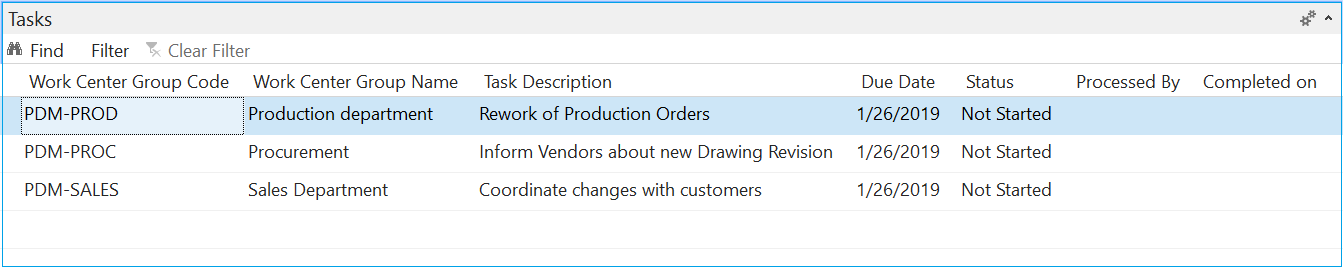 Tasks
Find Filter Clear Filter
Work Center Group Code Work Center Group Name Task Description Due Date Status Processed By Completed on
PDM-PROD Production department Rework of Production Orders 1/26/2019 Not Started
PDM-PROC Procurement Inform Vendors about new Drawing Revision 1/26/2019 Not Started
PDM-SALES Sales Department Coordinate changes with customers 1/26/2019 Not Started